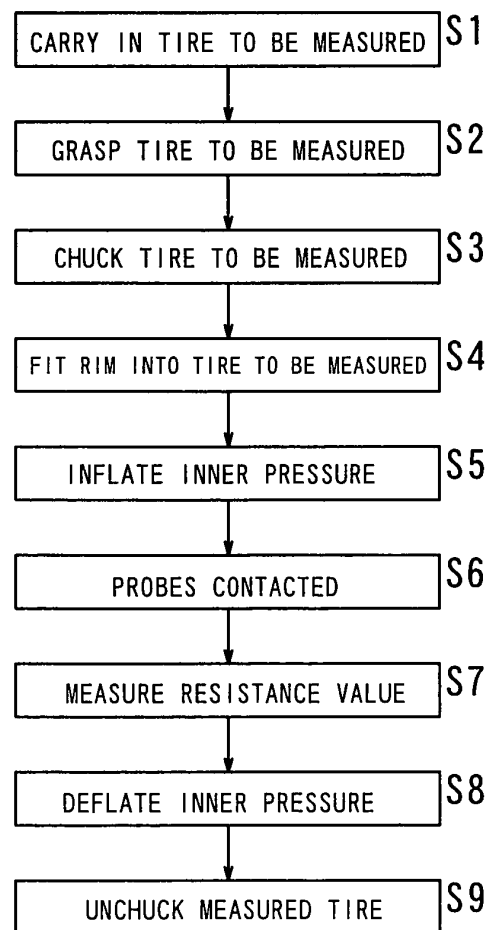 CARRY IN TIRE TO BE MEASURED S1
GRASP TIRE TO BE MEASURED S2
CHUCK TIRE TO BE MEASURED S3
FIT RIM INTO TIRE TO BE MEASURED S4
INFLATE INNER PRESSURE S5
PROBES CONTACTED S6
MEASURE RESISTANCE VALUE S7
DEFLATE INNER PRESSURE S8
UNCHUCK MEASURED TIRE S9